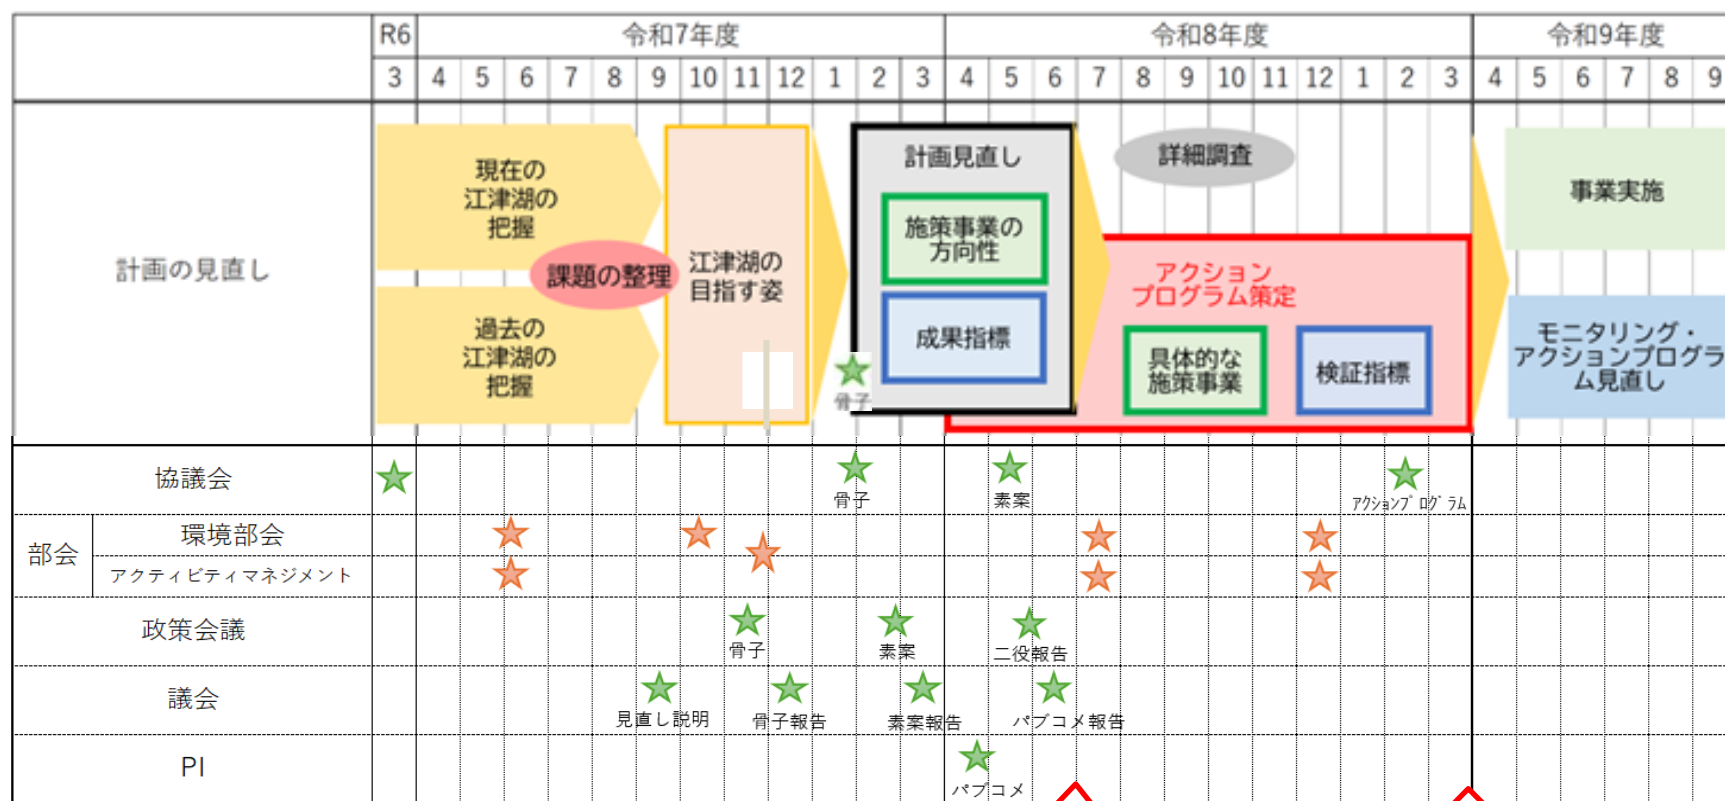 R6 令和7年度 令和8年度 令和9年度
3 4 5 6 7 8 9 10 11 12 1 2 3 4 5 6 7 8 9 10 11 12 1 2 3 4 5 6 7 8 9
計画の見直し
現在の
江津湖の
把握
課題の整理
過去の
江津湖の
把握
江津湖の
目指す姿
骨子
計画見直し
施策事業の
方向性
成果指標
詳細調査
アクション
プログラム策定
具体的な
施策事業
検証指標
事業実施
モニタリング・
アクションプログラ
ム見直し
協議会
骨子 素案 ｱｸｼｮﾝﾌﾟﾛｸﾞﾗﾑ
部会
環境部会
アクティビティマネジメント
政策会議
骨子 素案 二役報告
議会
見直し説明 骨子報告 素案報告 パブコメ報告
PI
パブコメ